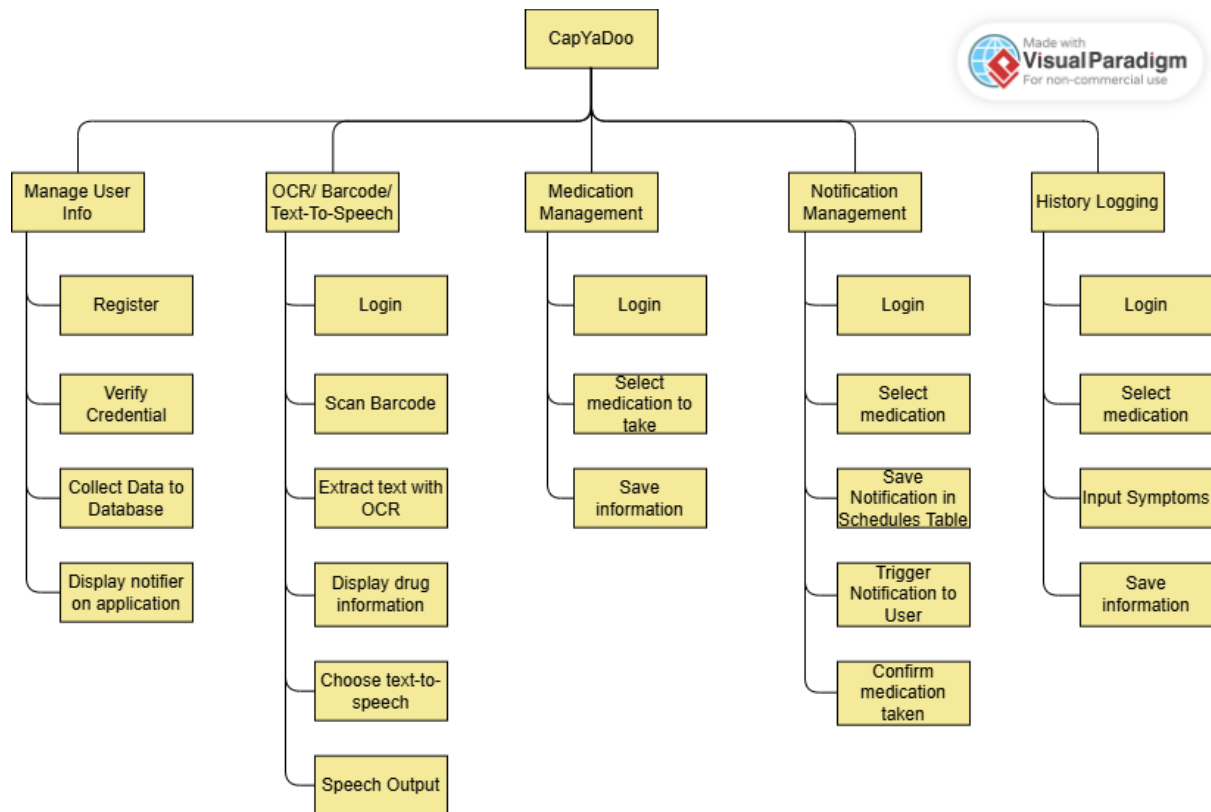 CapYaDoo
Made with
Visual Paradigm
For non-commercial use
Manage User
Info
OCR/ Barcode/
Text-To-Speech
Medication
Management
Notification
Management
History Logging
Register
Verify
Credential
Collect Data to
Database
Display notifier
on application
Login
Scan Barcode
Extract text with
OCR
Display drug
information
Choose text-to-
speech
Speech Output
Login
Select
medication to
take
Save
information
Login
Select
medication
Save
Notification in
Schedules Table
Trigger
Notification to
User
Confirm
medication
taken
Login
Select
medication
Input Symptoms
Save
information